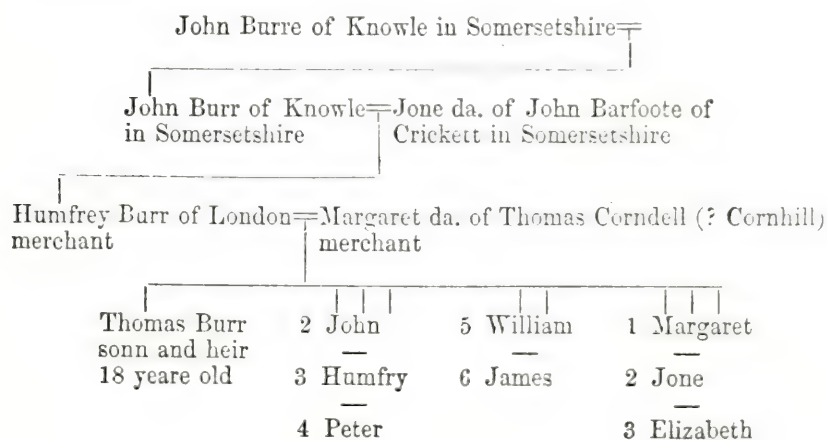 John Burre of Knowle in Somersetshire
John Burr of Knowle Jone da. of John Barfoote of
in Somersetshire Crickett in Somersetshire
Humfrey Burr of London Margaret da. of Thomas Corndell (? Cornhill)
merchant merchant
Thomas Burr 2 John 5 William 1 Margaret
sonn and heir
18 yeare old 3 Humfry 6 James 2 Jone
4 Peter 3 Elizabeth